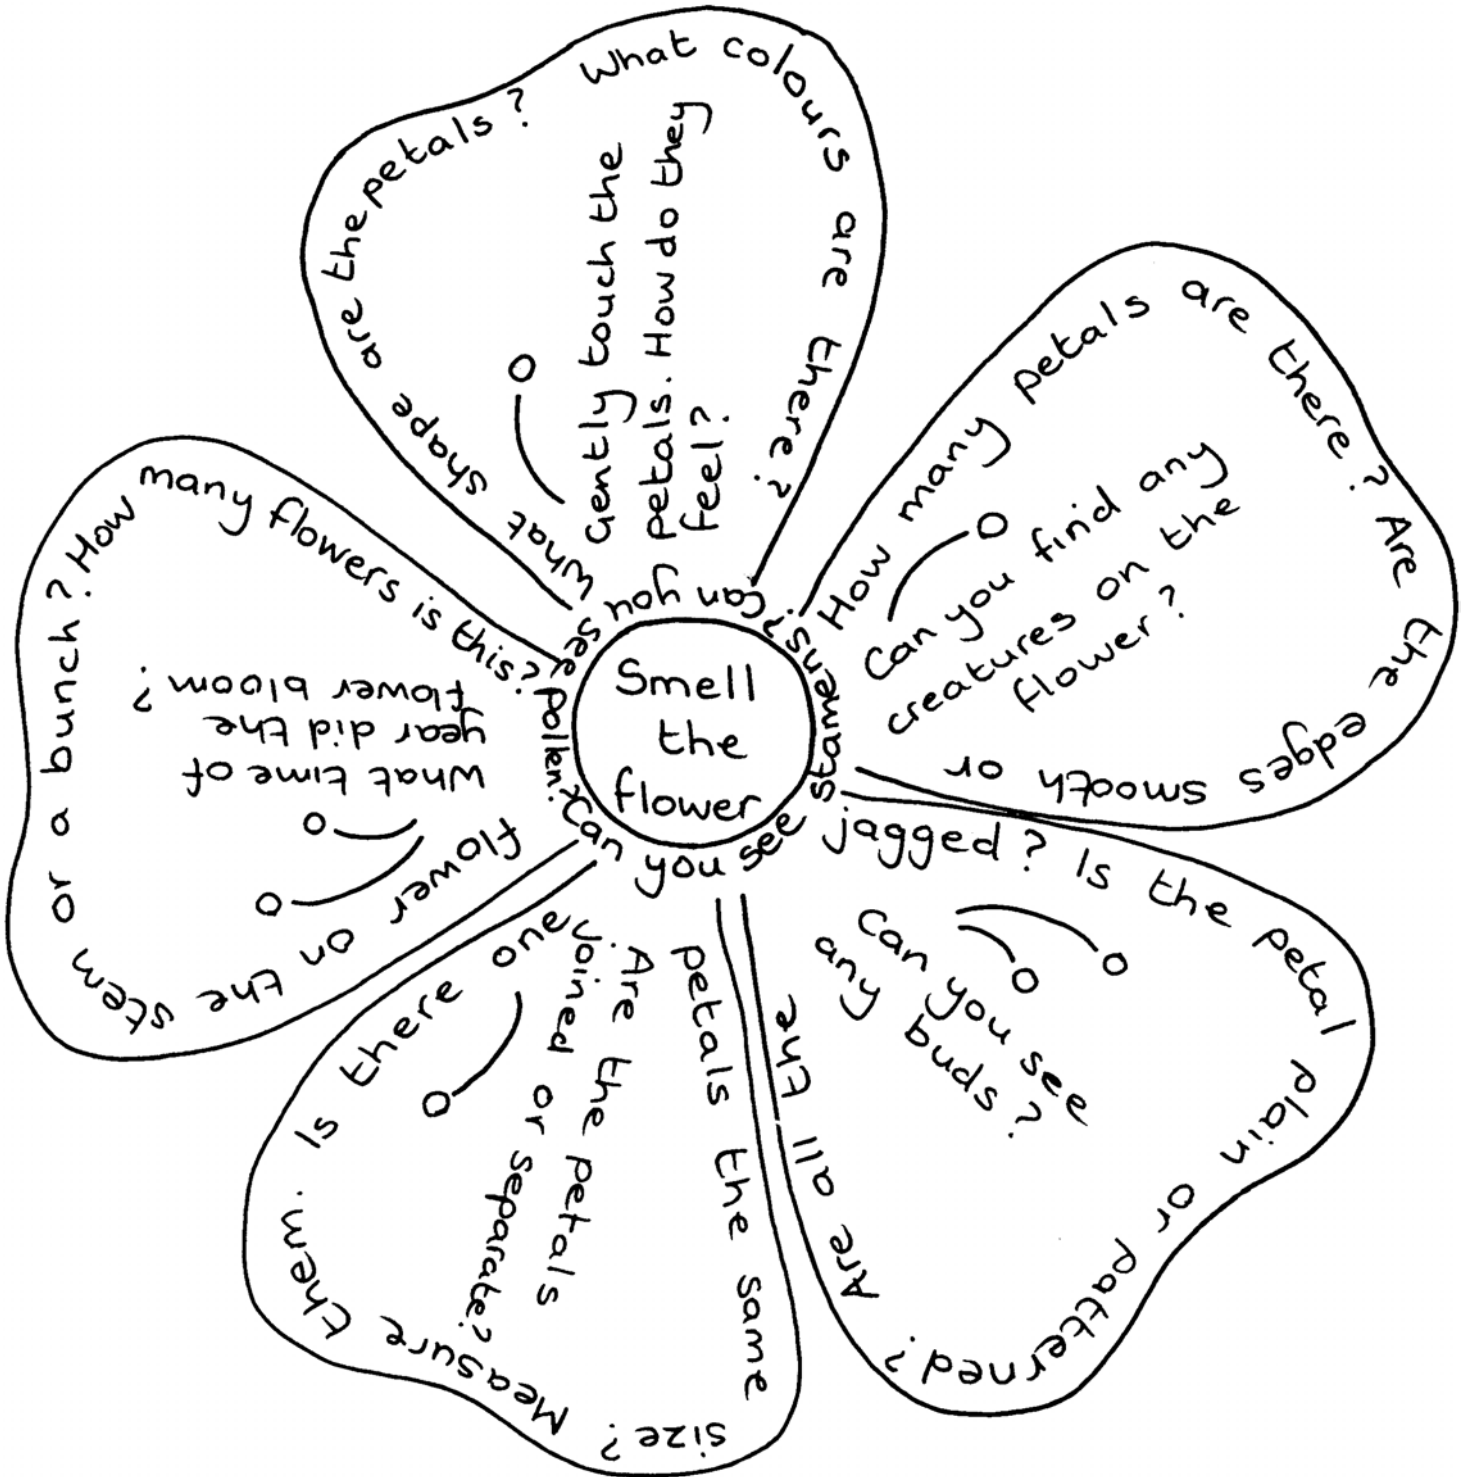 Smell
the
flower
Can you see pollen? Can you see stamens?
What shape are the petals? What colours are there?
Gently touch the
petals. How do they
feel?
How many petals are there? Are the edges smooth or
Can you find any
creatures on the
flower?
jagged? Is the petal plain or patterned? Are all the
Can you see
any buds?
petals the same size? Measure them. Is there one
Are the petals
joined or separate?
flower on the stem or a bunch? How many flowers is this?
What time of
year did the
flower bloom
?